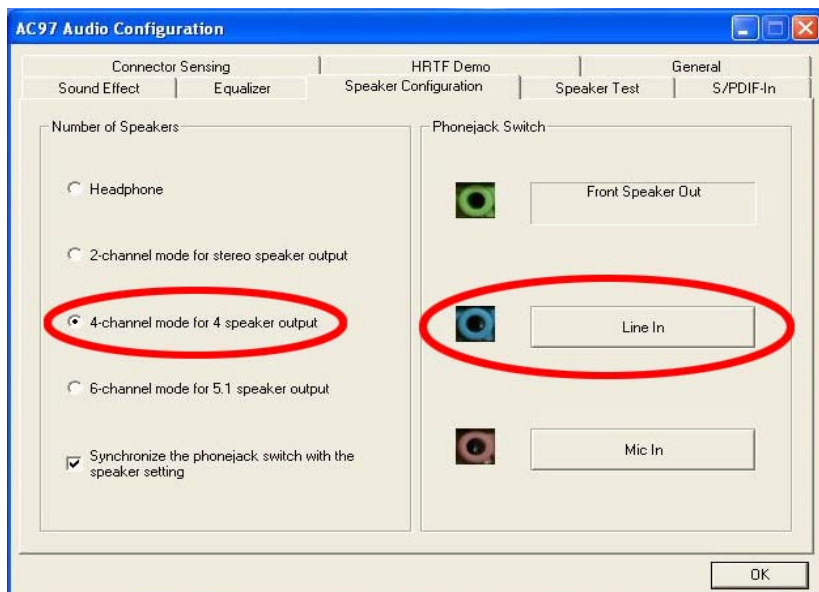 AC97 Audio Configuration
Connector Sensing
HRTF Demo
General
Sound Effect
Equalizer
Speaker Configuration
Speaker Test
S/PDIF-In
Number of Speakers
Headphone
2-channel mode for stereo speaker output
4-channel mode for 4 speaker output
6-channel mode for 5.1 speaker output
Synchronize the phonejack switch with the
speaker setting
Phonejack Switch
Front Speaker Out
Line In
Mic In
OK